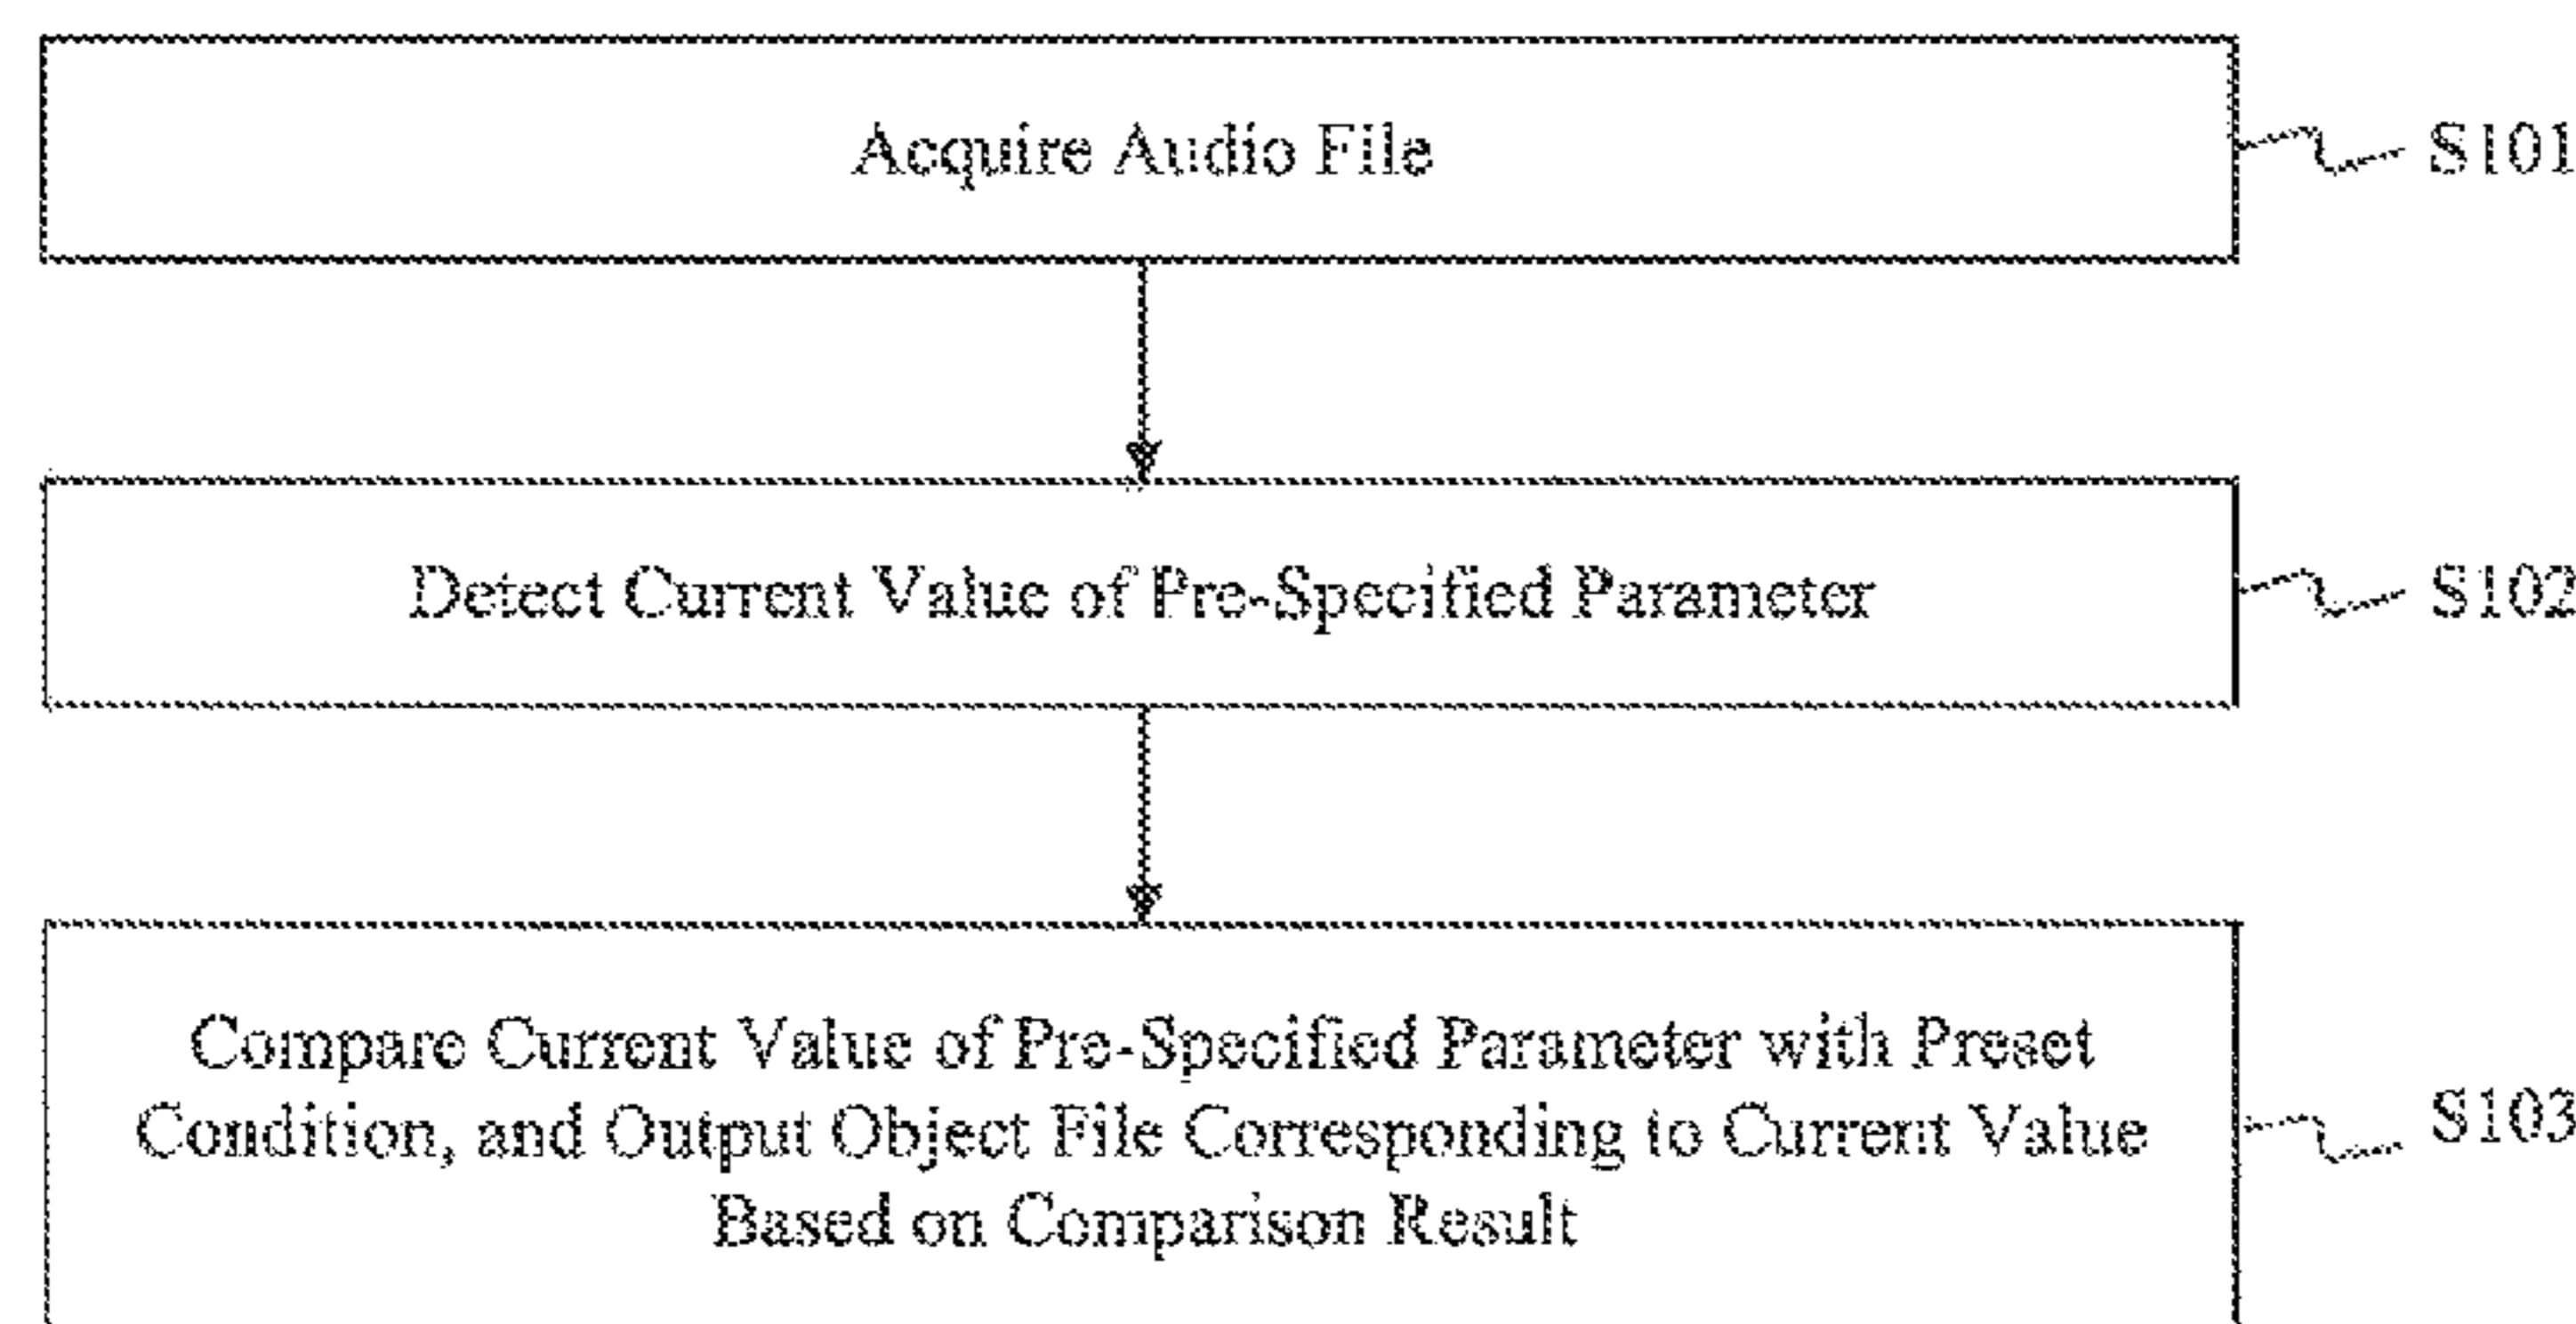 Acquire Audio File
S101
Detect Current Value of Pre-Specified Parameter
S102
Compare Current Value of Pre-Specified Parameter with Preset
Condition, and Output Object File Corresponding to Current Value
Based on Comparison Result
S103